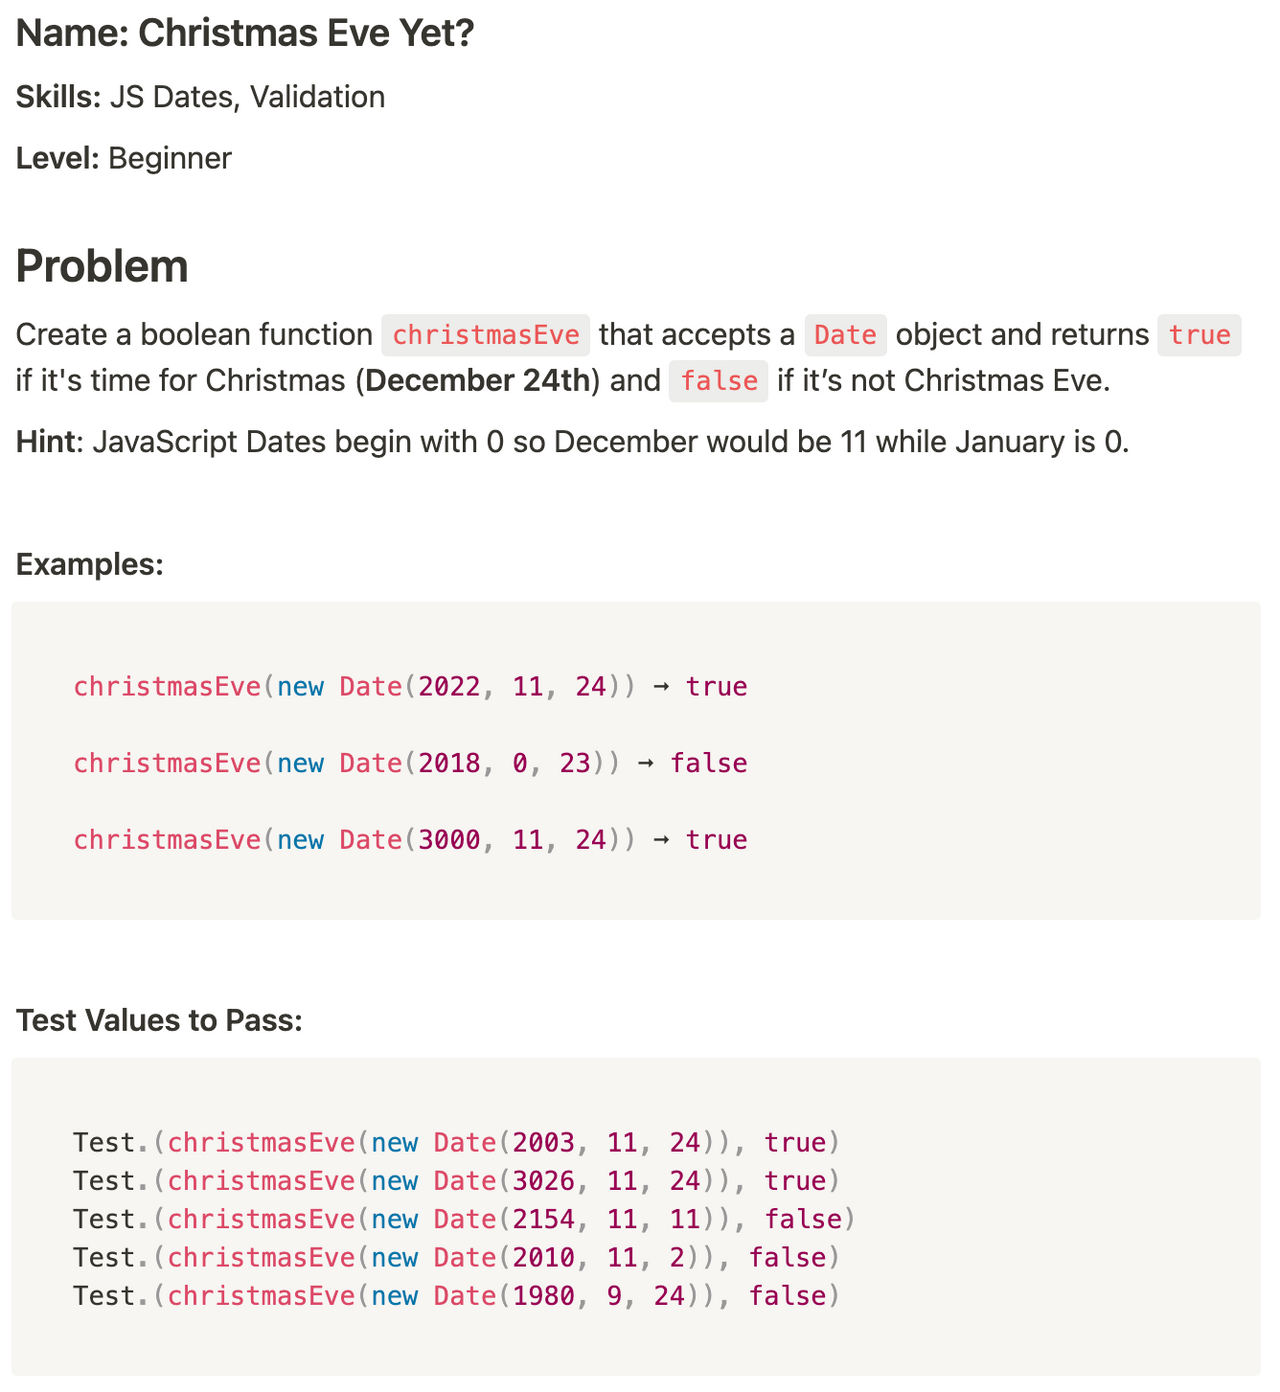 Name: Christmas Eve Yet?
Skills: JS Dates, Validation
Level: Beginner
Problem
Create a boolean function christmasEve that accepts a Date object and returns true
if it's time for Christmas (December 24th) and false if it’s not Christmas Eve.
Hint: JavaScript Dates begin with 0 so December would be 11 while January is 0.
Examples:
christmasEve(new Date(2022, 11, 24)) → true
christmasEve(new Date(2018, 0, 23)) → false
christmasEve(new Date(3000, 11, 24)) → true
Test Values to Pass:
Test.(christmasEve(new Date(2003, 11, 24)), true)
Test.(christmasEve(new Date(3026, 11, 24)), true)
Test.(christmasEve(new Date(2154, 11, 11)), false)
Test.(christmasEve(new Date(2010, 11, 2)), false)
Test.(christmasEve(new Date(1980, 9, 24)), false)